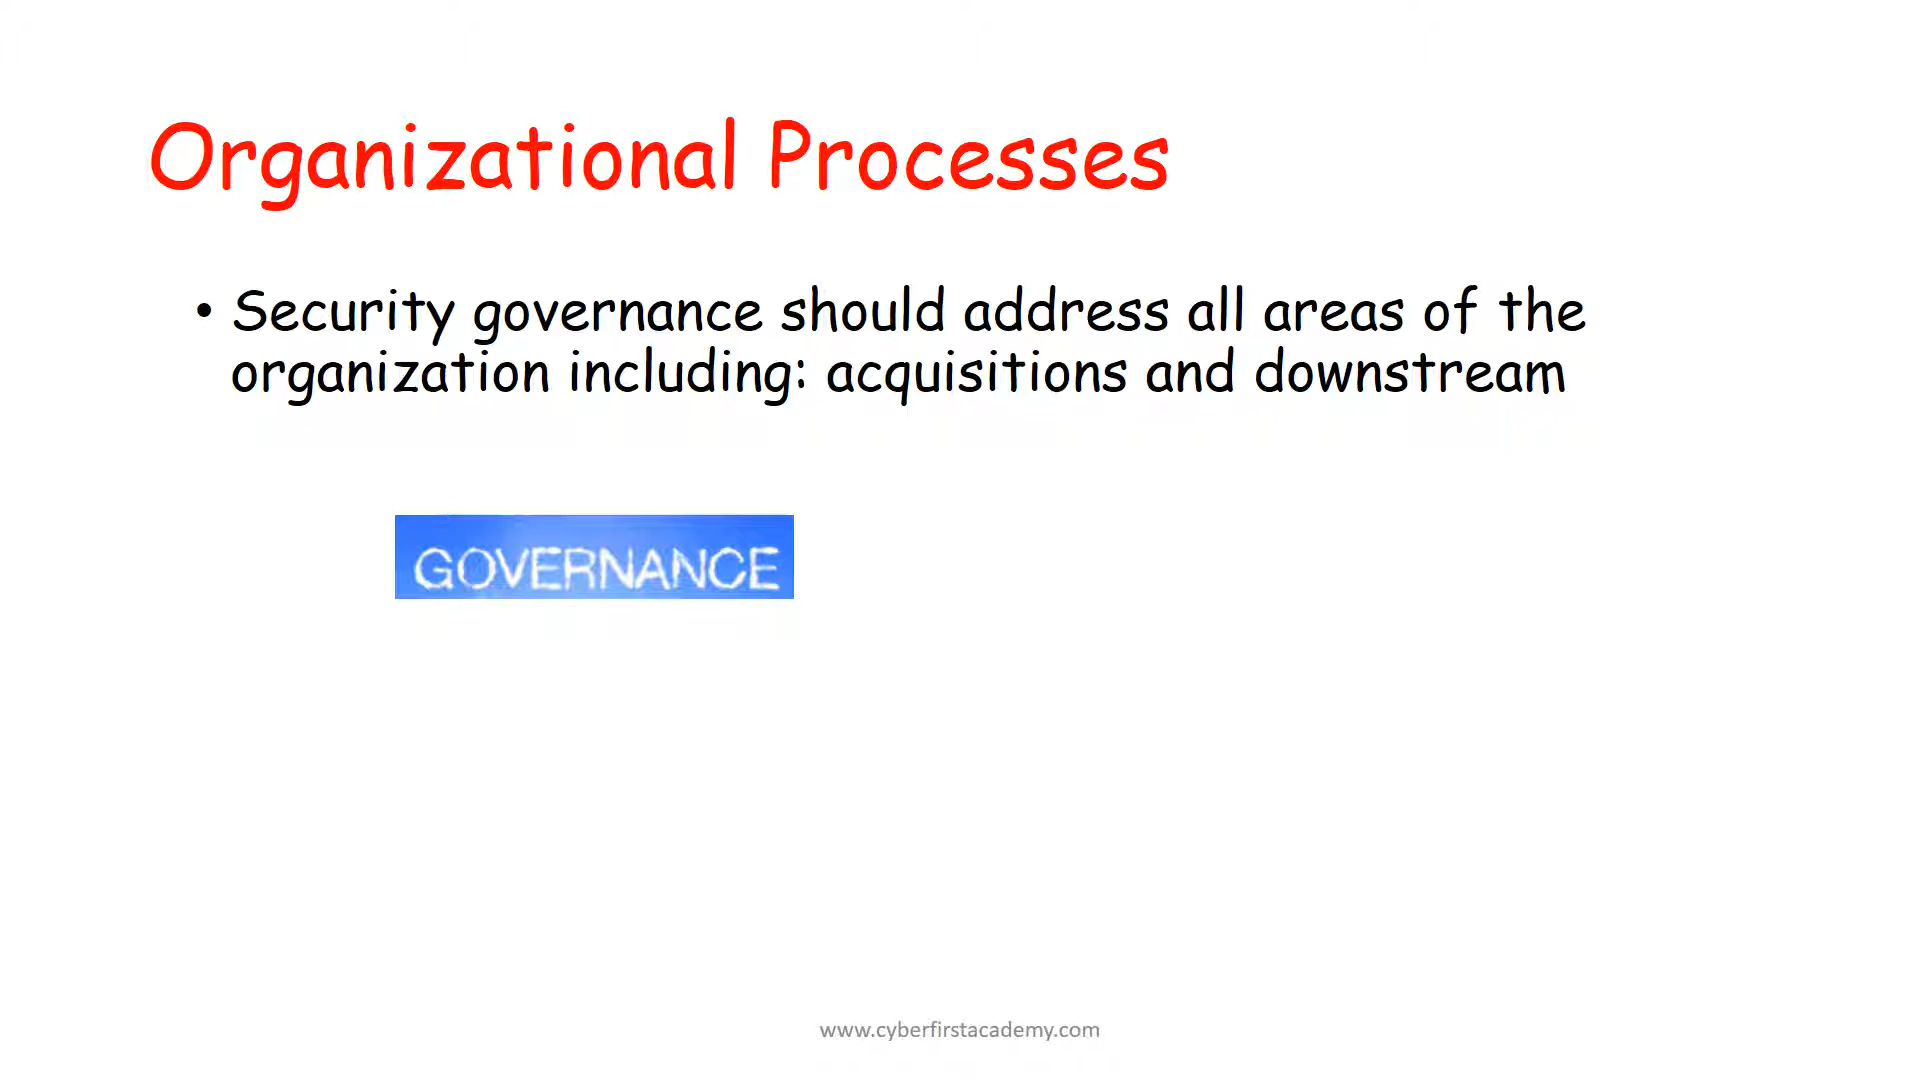 Organizational Processes
• Security governance should address all areas of the
organization including: acquisitions and downstream
GOVERNANCE
www.cyberfirstacademy.com